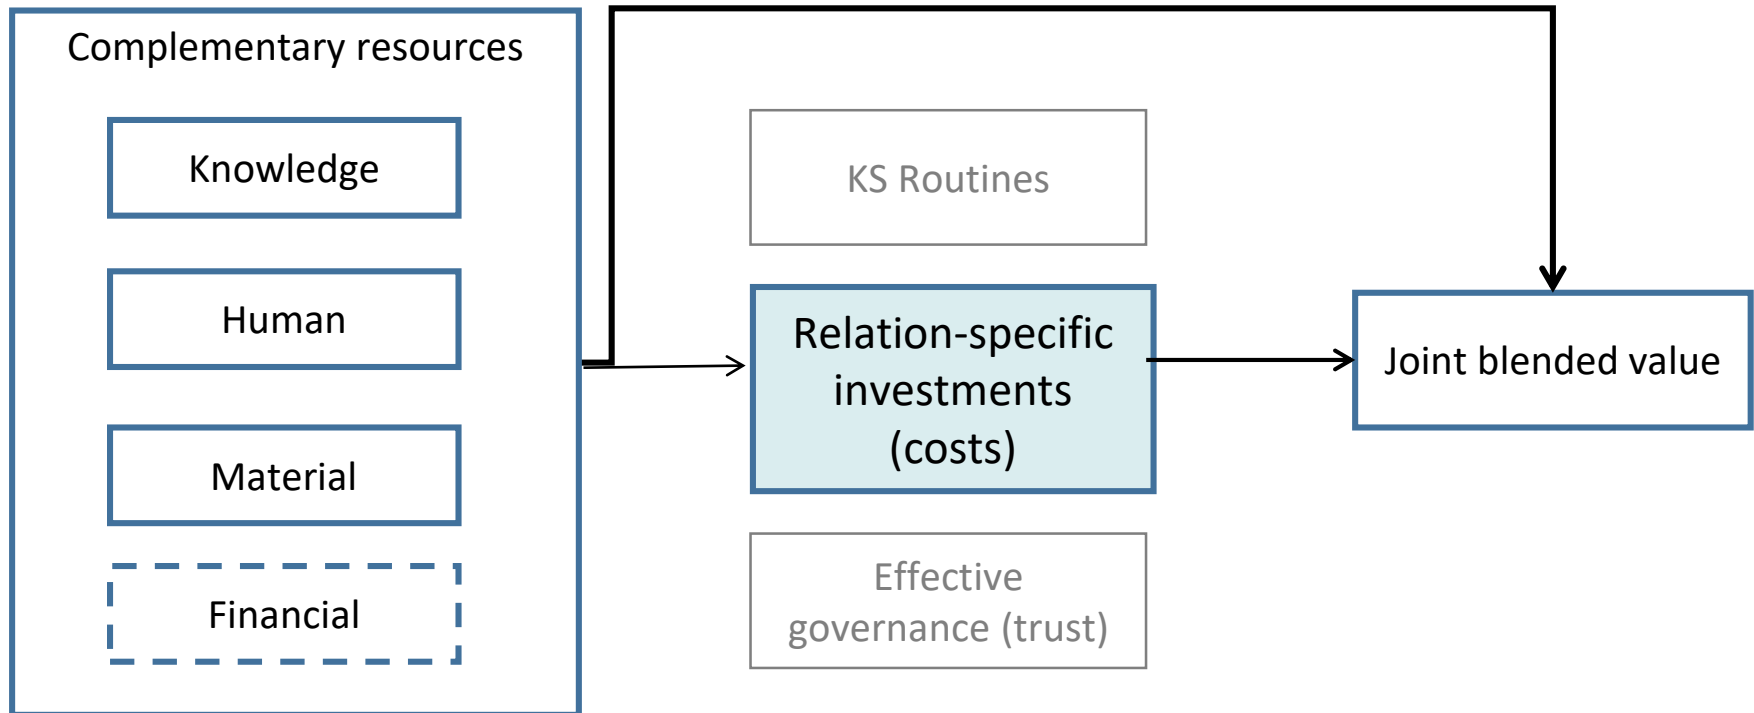 Complementary resources
Knowledge
Human
Material
Financial
KS Routines
Relation-specific
investments
(costs)
Effective
governance (trust)
Joint blended value